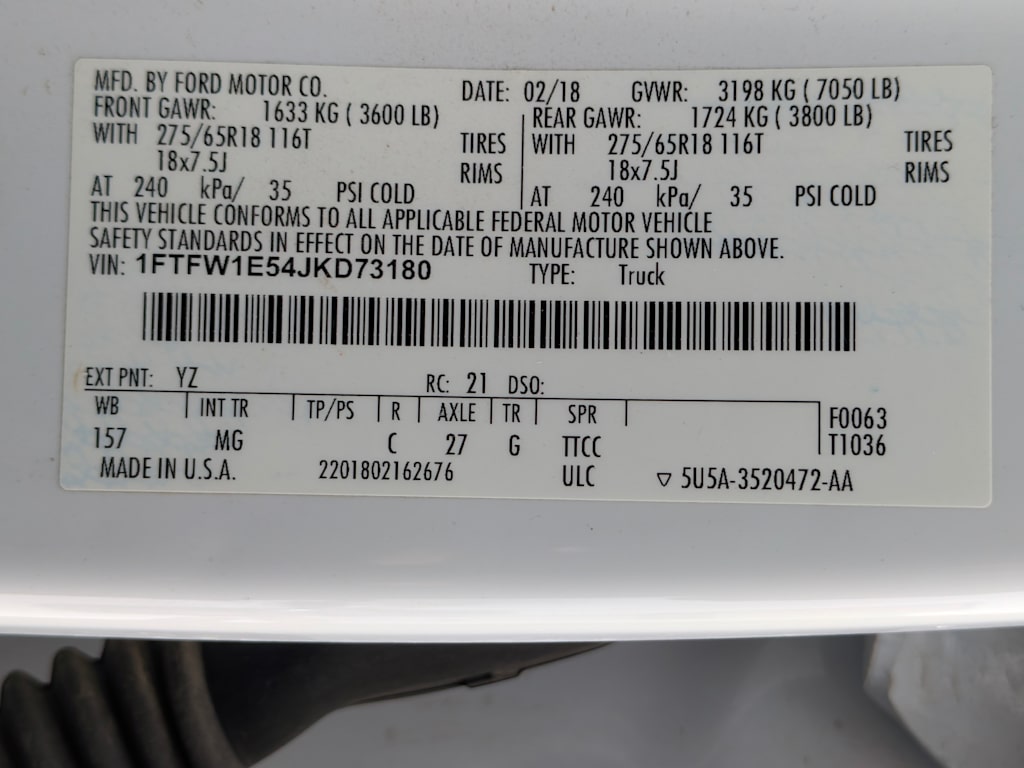 MFD. BY FORD MOTOR CO. DATE: 02/18 GVWR: 3198 KG ( 7050 LB)
FRONT GAWR: 1633 KG ( 3600 LB) REAR GAWR: 1724 KG ( 3800 LB)
WITH 275/65R18 116T TIRES WITH 275/65R18 116T TIRES
18x7.5J RIMS 18x7.5J RIMS
AT 240 kPa/ 35 PSI COLD AT 240 kPa/ 35 PSI COLD
THIS VEHICLE CONFORMS TO ALL APPLICABLE FEDERAL MOTOR VEHICLE
SAFETY STANDARDS IN EFFECT ON THE DATE OF MANUFACTURE SHOWN ABOVE.
VIN: 1FTFW1E54JKD73180 TYPE: Truck
EXT PNT: YZ RC: 21 DSO:
WB INT TR TP/PS R AXLE TR SPR F0063
157 MG C 27 G TTCC T1036
MADE IN U.S.A. 2201802162676 ULC ▽ 5U5A-3520472-AA